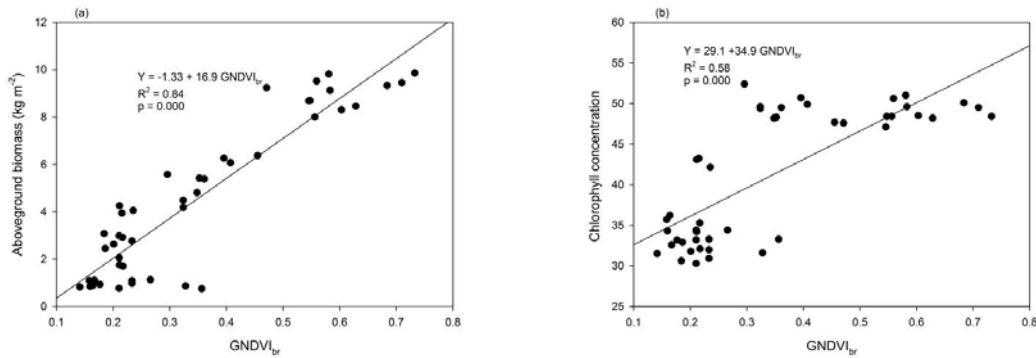 (a)
12
10
8
6
4
2
0
Aboveground biomass (kg m-2)
Y = -1.33 + 16.9 GNDVIbr
R2 = 0.84
p = 0.000
0.1 0.2 0.3 0.4 0.5 0.6 0.7 0.8
GNDVIbr
(b)
60
55
50
45
40
35
30
25
Chlorophyll concentration
Y = 29.1 +34.9 GNDVIbr
R2 = 0.58
p = 0.000
0.1 0.2 0.3 0.4 0.5 0.6 0.7 0.8
GNDVIbr